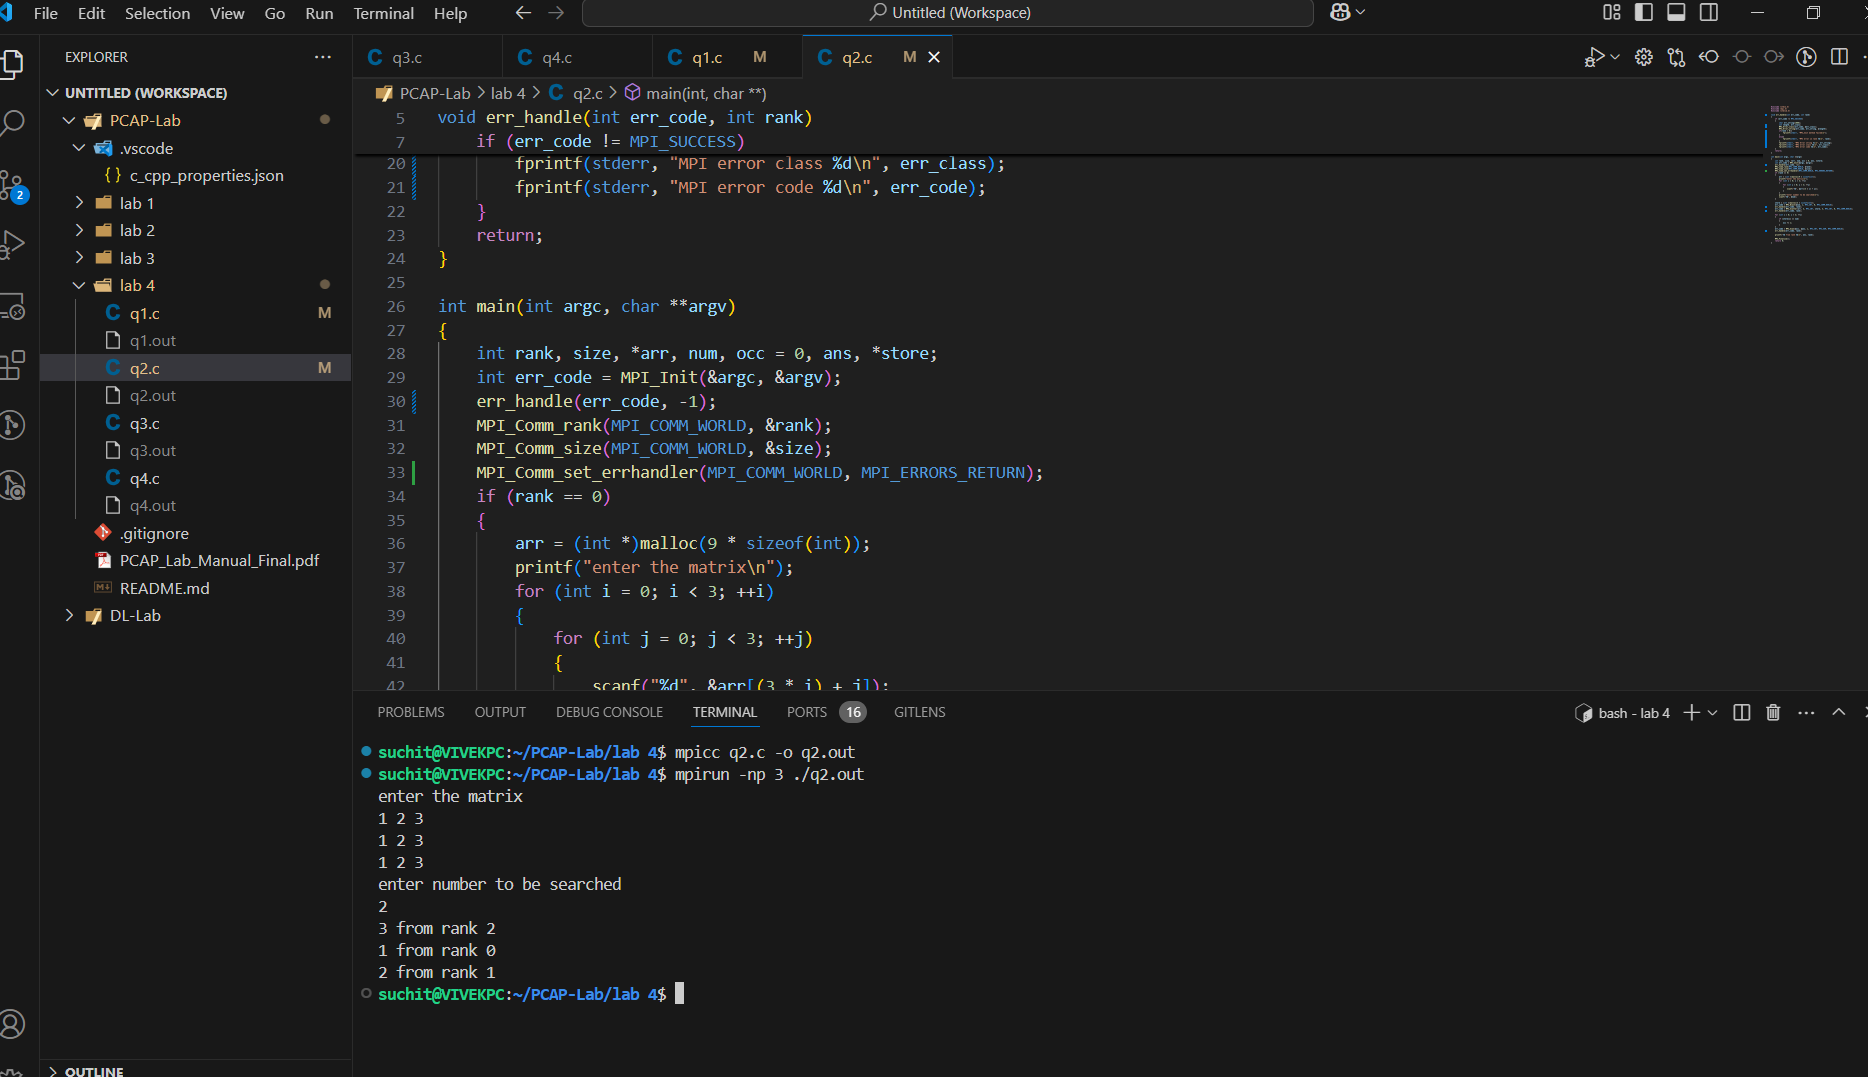 File Edit Selection View Go Run Terminal Help
Untitled (Workspace)
EXPLORER
UNTITLED (WORKSPACE)
PCAP-Lab
.vscode
{} c_cpp_properties.json
lab 1
lab 2
lab 3
lab 4
C q1.c M
q1.out
C q2.c M
q2.out
C q3.c
q3.out
C q4.c
q4.out
.gitignore
PCAP_Lab_Manual_Final.pdf
README.md
DL-Lab
OUTLINE
2
C q3.c C q4.c C q1.c M C q2.c M
PCAP-Lab > lab 4 > C q2.c > main(int, char **)
5 void err_handle(int err_code, int rank)
7 if (err_code != MPI_SUCCESS)
20 fprintf(stderr, "MPI error class %d\n", err_class);
21 fprintf(stderr, "MPI error code %d\n", err_code);
22 }
23 return;
24 }
25
26 int main(int argc, char **argv)
27 {
28 int rank, size, *arr, num, occ = 0, ans, *store;
29 int err_code = MPI_Init(&argc, &argv);
30 err_handle(err_code, -1);
31 MPI_Comm_rank(MPI_COMM_WORLD, &rank);
32 MPI_Comm_size(MPI_COMM_WORLD, &size);
33 MPI_Comm_set_errhandler(MPI_COMM_WORLD, MPI_ERRORS_RETURN);
34 if (rank == 0)
35 {
36 arr = (int *)malloc(9 * sizeof(int));
37 printf("enter the matrix\n");
38 for (int i = 0; i < 3; ++i)
39 {
40 for (int j = 0; j < 3; ++j)
41 {
42 scanf("%d", &arr[(3 * i) + j]);
PROBLEMS OUTPUT DEBUG CONSOLE TERMINAL PORTS 16 GITLENS
bash - lab 4
suchit@VIVEKPC:~/PCAP-Lab/lab 4$ mpicc q2.c -o q2.out
suchit@VIVEKPC:~/PCAP-Lab/lab 4$ mpirun -np 3 ./q2.out
enter the matrix
1 2 3
1 2 3
1 2 3
enter number to be searched
2
3 from rank 2
1 from rank 0
2 from rank 1
suchit@VIVEKPC:~/PCAP-Lab/lab 4$